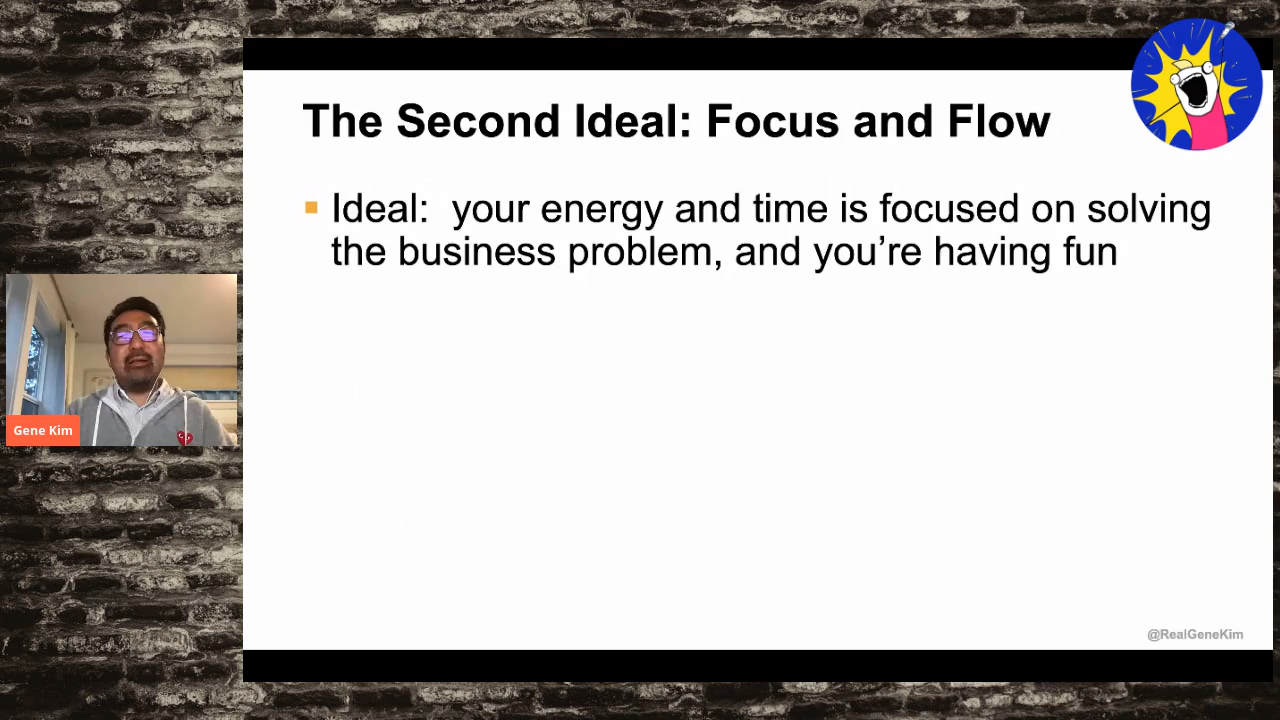 The Second Ideal: Focus and Flow
Ideal:  your energy and time is focused on solving
the business problem, and you’re having fun
Gene Kim
@RealGeneKim